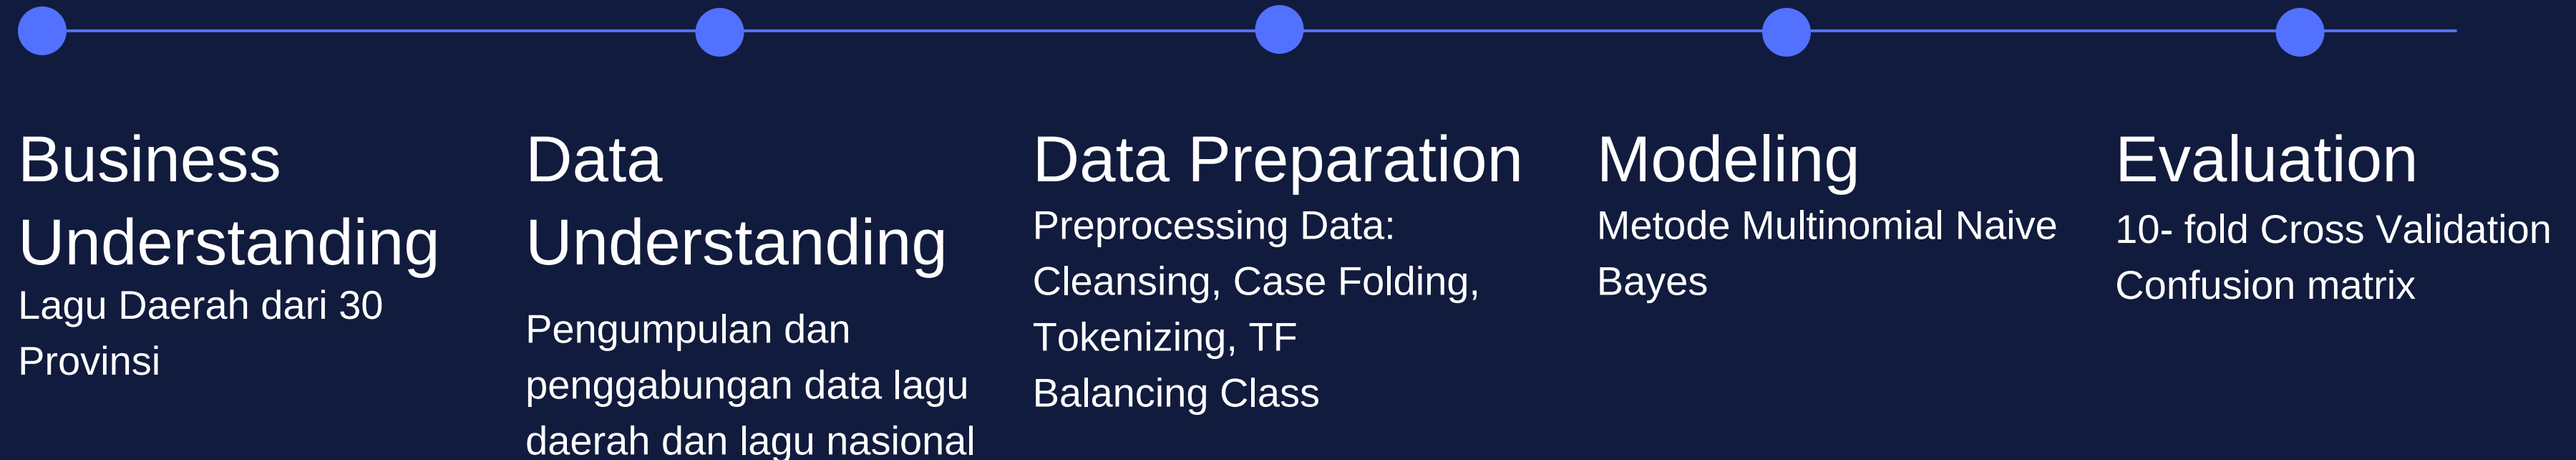 Business
Understanding
Lagu Daerah dari 30
Provinsi
Data
Understanding
Pengumpulan dan
penggabungan data lagu
daerah dan lagu nasional
Data Preparation
Preprocessing Data:
Cleansing, Case Folding,
Tokenizing, TF
Balancing Class
Modeling
Metode Multinomial Naive
Bayes
Evaluation
10- fold Cross Validation
Confusion matrix